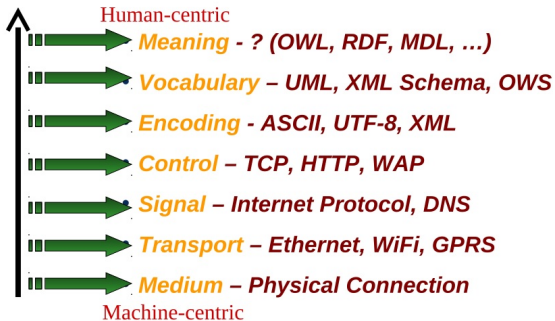 Human-centric
Meaning - ? (OWL, RDF, MDL, …)
Vocabulary – UML, XML Schema, OWS
Encoding - ASCII, UTF-8, XML
Control – TCP, HTTP, WAP
Signal – Internet Protocol, DNS
Transport – Ethernet, WiFi, GPRS
Medium – Physical Connection
Machine-centric